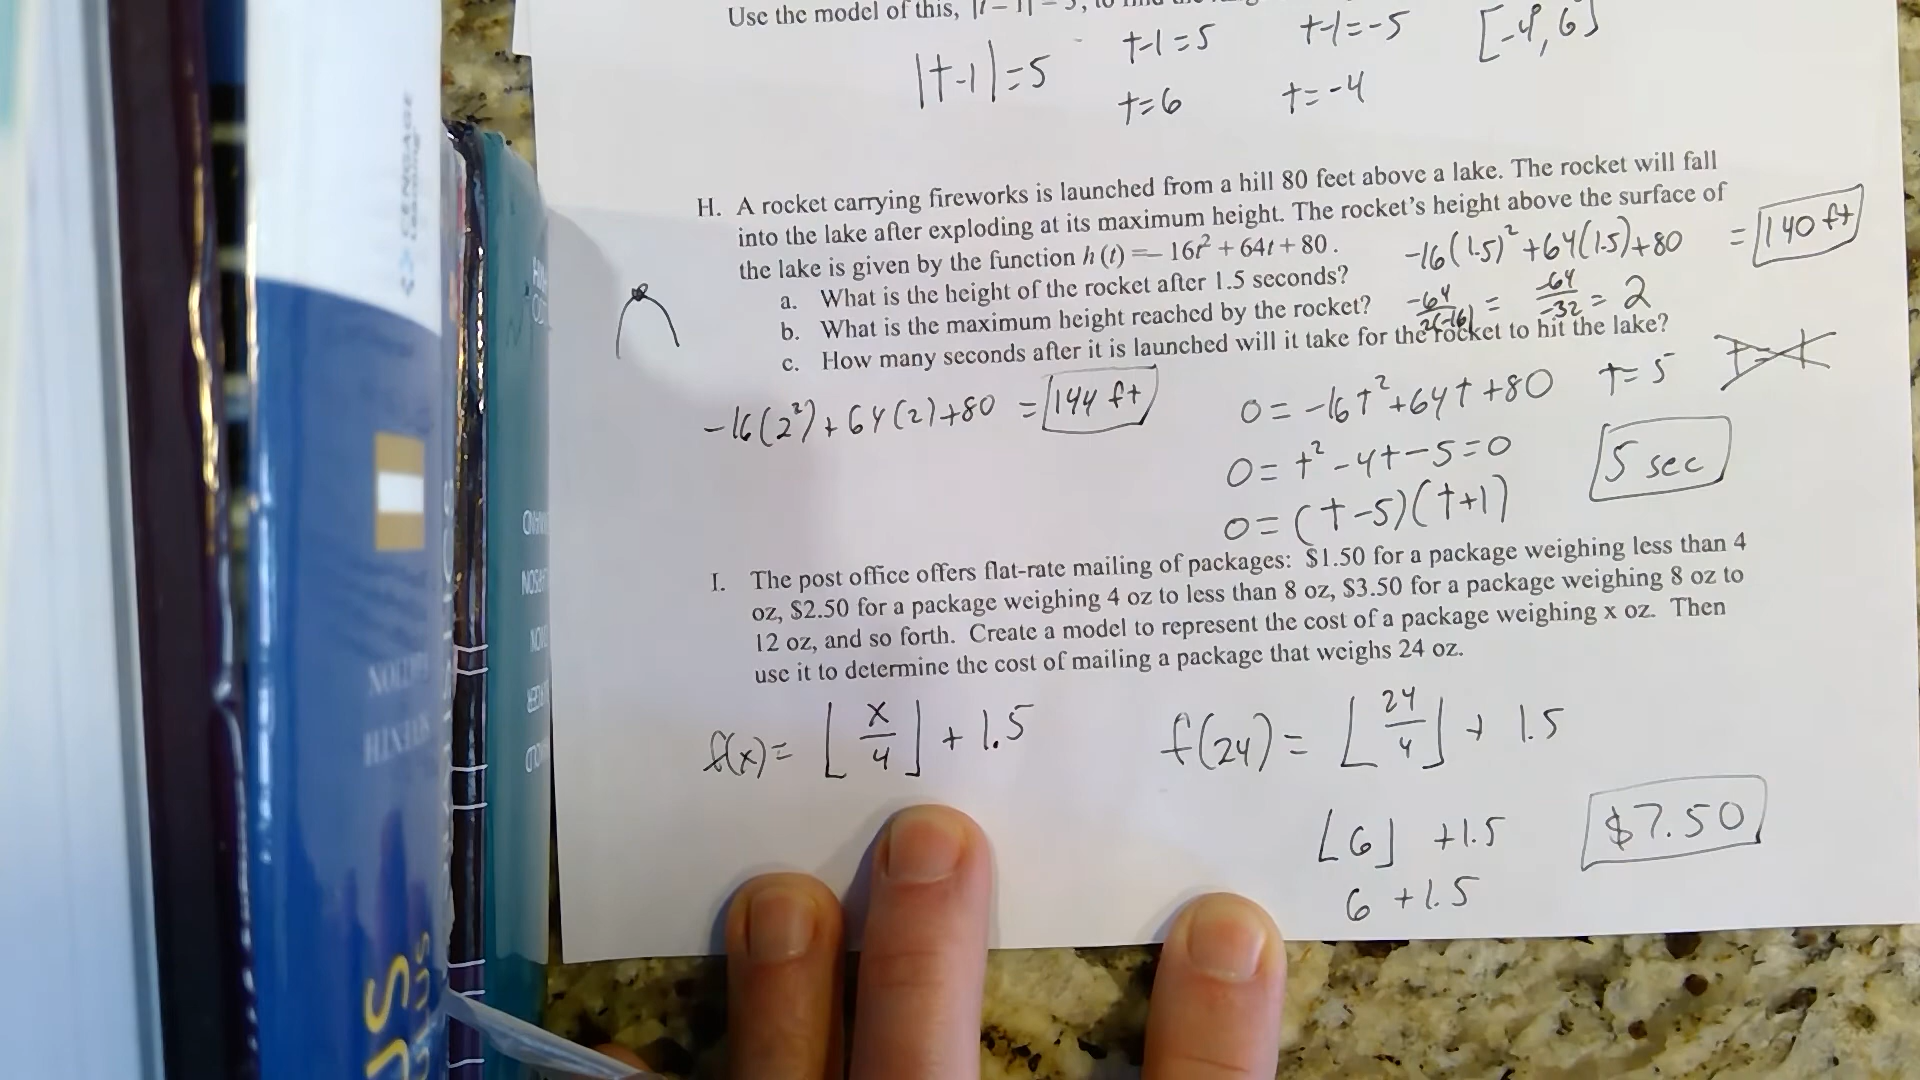 Use the model of this, |t – 1| = 5, to find the
|t-1|=5
t-1=5
t-1=-5
[-4,6]
t=6
t=-4
H. A rocket carrying fireworks is launched from a hill 80 feet above a lake. The rocket will fall
into the lake after exploding at its maximum height. The rocket's height above the surface of
the lake is given by the function h (t) = – 16t² + 64t + 80 .
-16(1.5)²+64(1.5)+80 = 140 ft
a. What is the height of the rocket after 1.5 seconds?
b. What is the maximum height reached by the rocket?
-64/2(-16) = -64/-32 = 2
c. How many seconds after it is launched will it take for the rocket to hit the lake?
-16(2²)+64(2)+80 = 144 ft
0=-16t²+64t+80 t=5
0=t²-4t-5=0
5 sec
0=(t-5)(t+1)
I. The post office offers flat-rate mailing of packages: $1.50 for a package weighing less than 4
oz, $2.50 for a package weighing 4 oz to less than 8 oz, $3.50 for a package weighing 8 oz to
12 oz, and so forth. Create a model to represent the cost of a package weighing x oz. Then
use it to determine the cost of mailing a package that weighs 24 oz.
f(x)= ⌊x/4⌋ + 1.5
f(24)= ⌊24/4⌋ + 1.5
⌊6⌋ +1.5
$7.50
6 +1.5
CENGAGE
EDITION